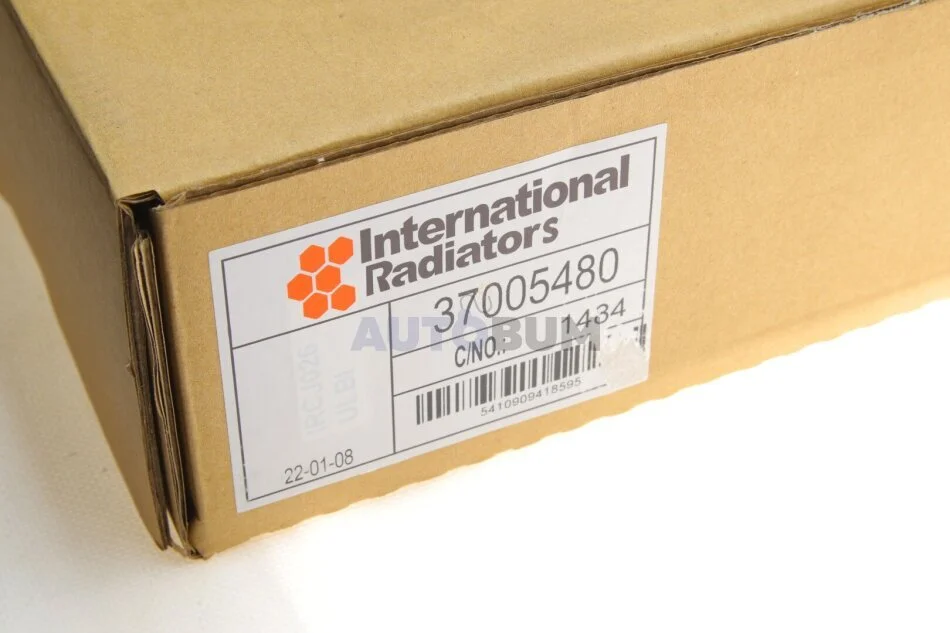 International
Radiators
37005480
AUTOBUM
C/NO.: 1434
5410909418595
22-01-08